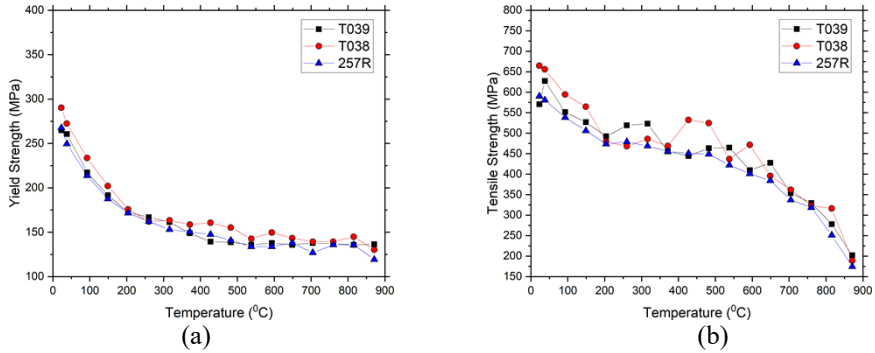 T039
T038
257R
Yield Strength (MPa)
400
350
300
250
200
150
100
0 100 200 300 400 500 600 700 800 900
Temperature (⁰C)
(a)
T039
T038
257R
Tensile Strength (MPa)
800
750
700
650
600
550
500
450
400
350
300
250
200
150
0 100 200 300 400 500 600 700 800 900
Temperature (⁰C)
(b)